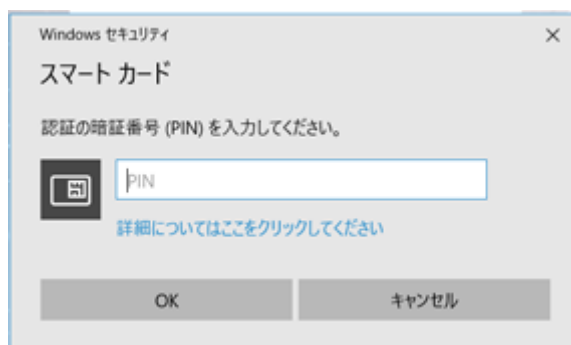 Windows セキュリティ
スマート カード
認証の暗証番号 (PIN) を入力してください。
PIN
詳細についてはここをクリックしてください
OK
キャンセル